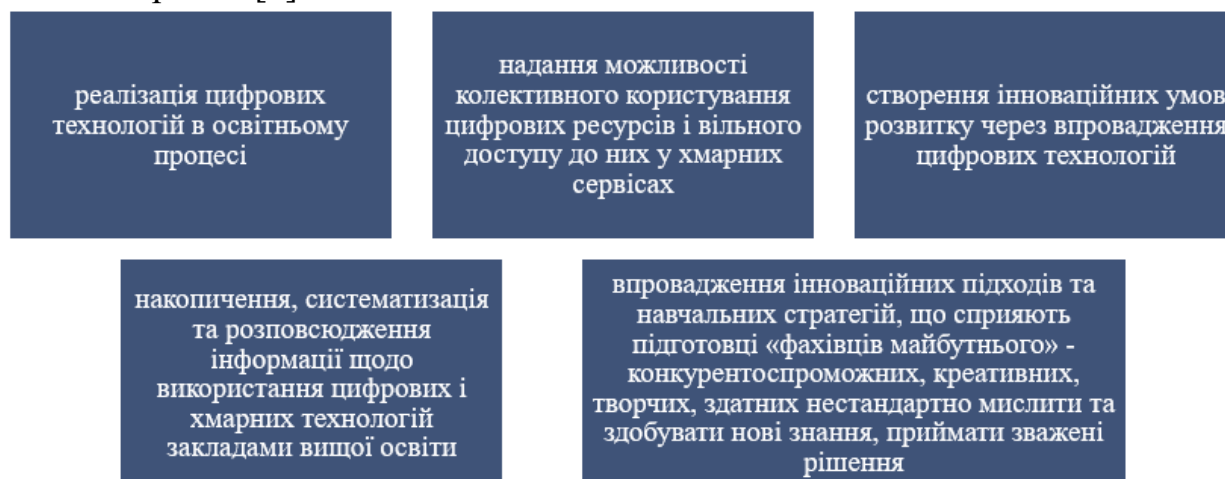 реалізація цифрових
технологій в освітньому
процесі
надання можливості
колективного користування
цифрових ресурсів і вільного
доступу до них у хмарних
сервісах
створення інноваційних умов
розвитку через впровадження
цифрових технологій
накопичення, систематизація
та розповсюдження
інформації щодо
використання цифрових і
хмарних технологій
закладами вищої освіти
впровадження інноваційних підходів та
навчальних стратегій, що сприяють
підготовці «фахівців майбутнього» -
конкурентоспроможних, креативних,
творчих, здатних нестандартно мислити та
здобувати нові знання, приймати зважені
рішення